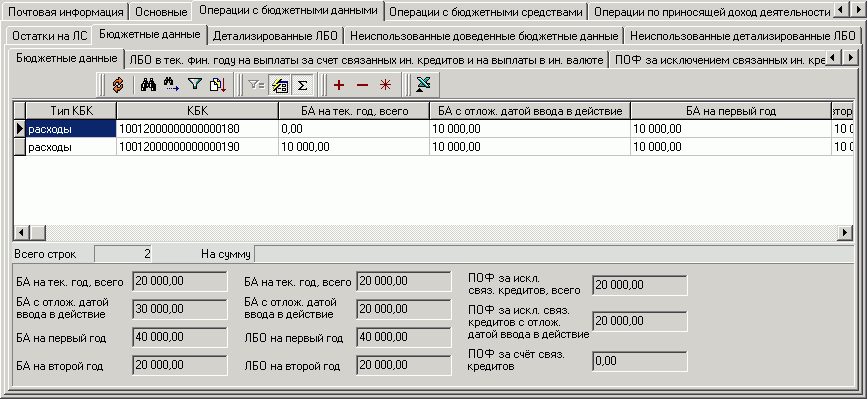 Почтовая информация Основные Операции с бюджетными данными Операции с бюджетными средствами Операции по приносящей доход деятельности
Остатки на ЛС Бюджетные данные Детализированные ЛБО Неиспользованные доведенные бюджетные данные Неиспользованные детализированные ЛБО
Бюджетные данные ЛБО в тек. фин. году на выплаты за счет связанных ин. кредитов и на выплаты в ин. валюте ПОФ за исключением связанных ин. кре
Тип КБК КБК БА на тек. год, всего БА с отлож. датой ввода в действие БА на первый год втор
расходы 10012000000000000180 0,00 10 000,00 10 000,00 10 0
расходы 10012000000000000190 10 000,00 10 000,00 10 000,00 10 0
Всего строк 2 На сумму
БА на тек. год, всего 20 000,00 БА на тек. год, всего 20 000,00 ПОФ за искл. связ. кредитов, всего 20 000,00
БА с отлож. датой ввода в действие 30 000,00 БА с отлож. датой ввода в действие 20 000,00 ПОФ за искл. связ. кредитов с отлож. датой ввода в действие 20 000,00
БА на первый год 40 000,00 ЛБО на первый год 40 000,00 ПОФ за счёт связ. кредитов 0,00
БА на второй год 20 000,00 ЛБО на второй год 20 000,00